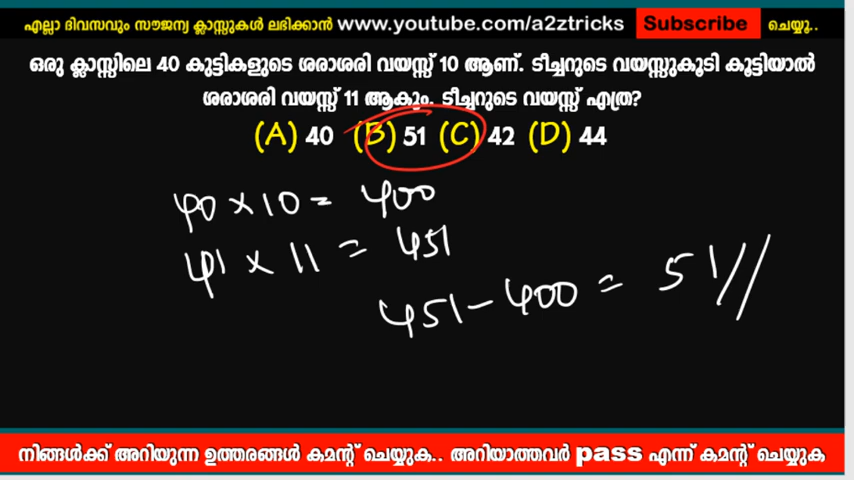 എല്ലാ ദിവസവും സൗജന്യ ക്ലാസ്സുകൾ ലഭിക്കാൻ www.youtube.com/a2ztricks Subscribe ചെയ്യൂ..
ഒരു ക്ലാസ്സിലെ 40 കുട്ടികളുടെ ശരാശരി വയസ്സ് 10 ആണ്. ടീച്ചറുടെ വയസ്സുകൂടി കൂട്ടിയാൽ
ശരാശരി വയസ്സ് 11 ആകും. ടീച്ചറുടെ വയസ്സ് എത്ര?
(A) 40 (B) 51 (C) 42 (D) 44
40 × 10 = 400
41 × 11 = 451
451 - 400 = 51//
നിങ്ങൾക്ക് അറിയുന്ന ഉത്തരങ്ങൾ കമന്റ് ചെയ്യുക.. അറിയാത്തവർ pass എന്ന് കമന്റ് ചെയ്യുക